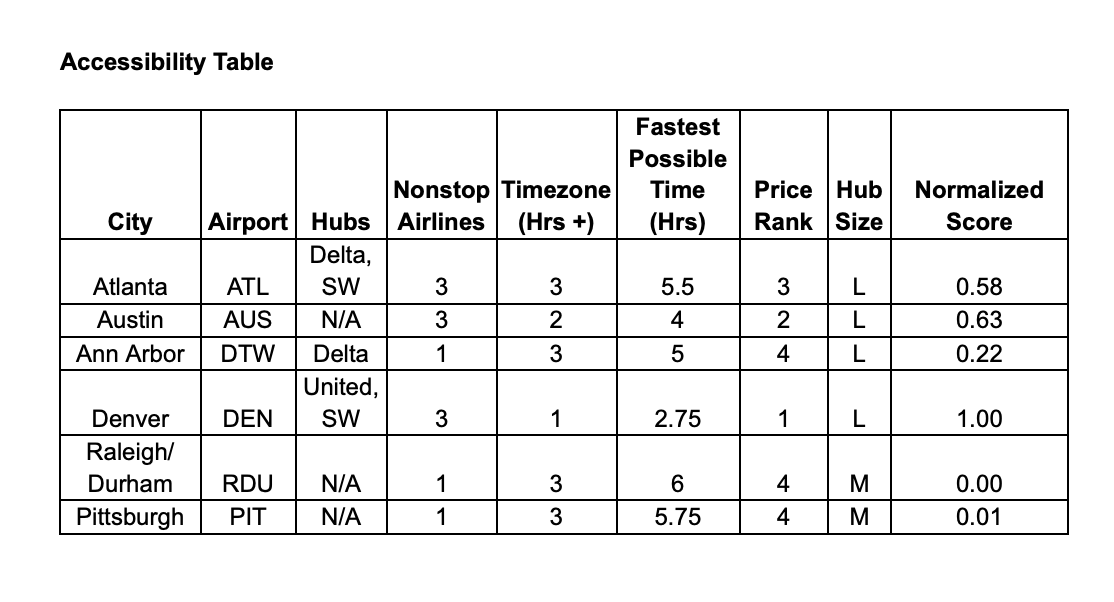 Accessibility Table
City Airport Hubs Nonstop Airlines Timezone (Hrs +) Fastest Possible Time (Hrs) Price Rank Hub Size Normalized Score
Atlanta ATL Delta, SW 3 3 5.5 3 L 0.58
Austin AUS N/A 3 2 4 2 L 0.63
Ann Arbor DTW Delta 1 3 5 4 L 0.22
Denver DEN United, SW 3 1 2.75 1 L 1.00
Raleigh/ Durham RDU N/A 1 3 6 4 M 0.00
Pittsburgh PIT N/A 1 3 5.75 4 M 0.01